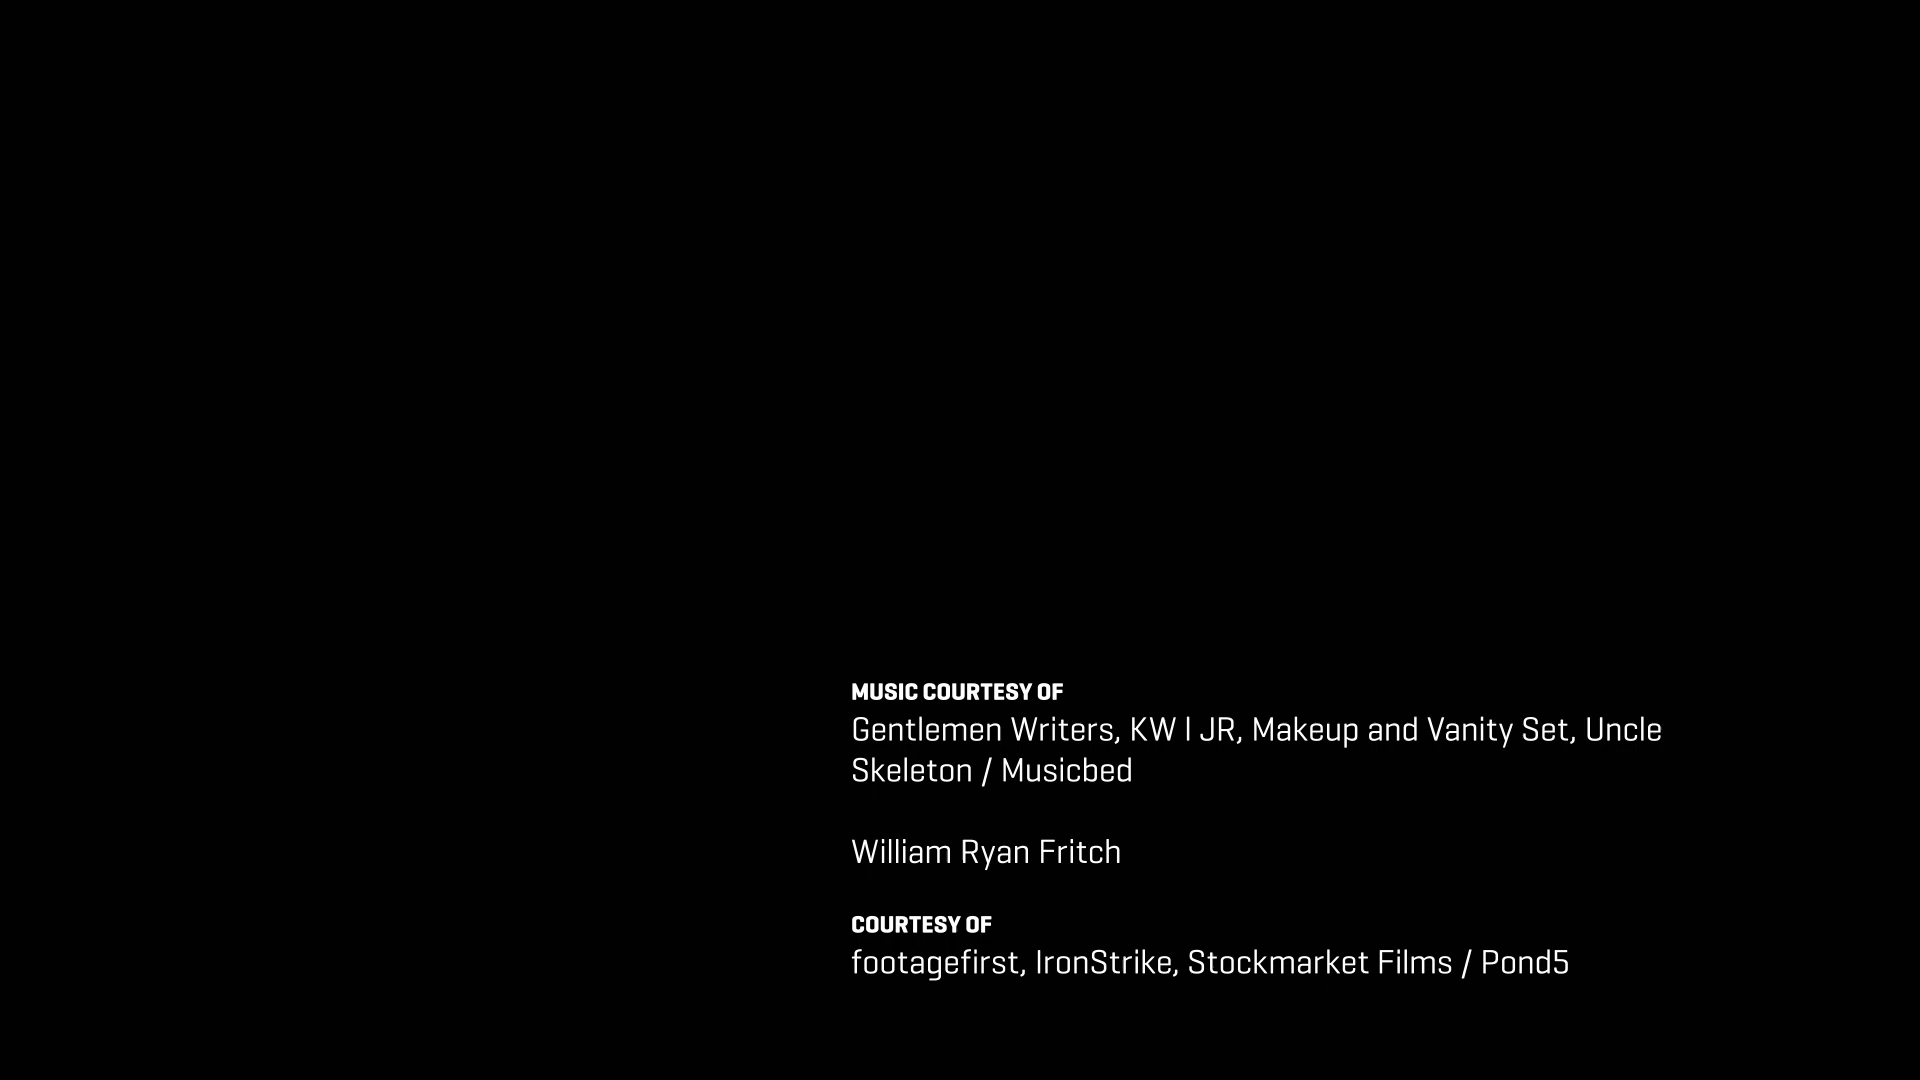 MUSIC COURTESY OF
Gentlemen Writers, KW l JR, Makeup and Vanity Set, Uncle
Skeleton / Musicbed
William Ryan Fritch
COURTESY OF
footagefirst, IronStrike, Stockmarket Films / Pond5